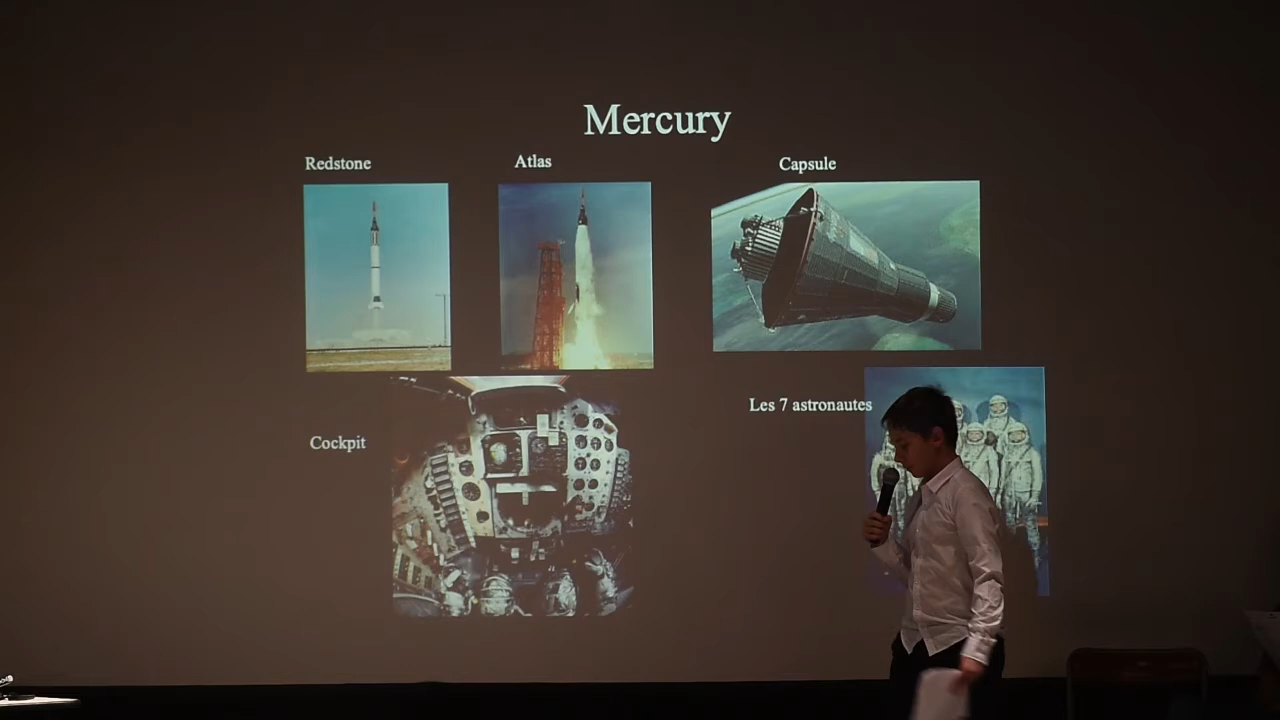 Mercury
Redstone
Atlas
Capsule
Les 7 astronautes
Cockpit